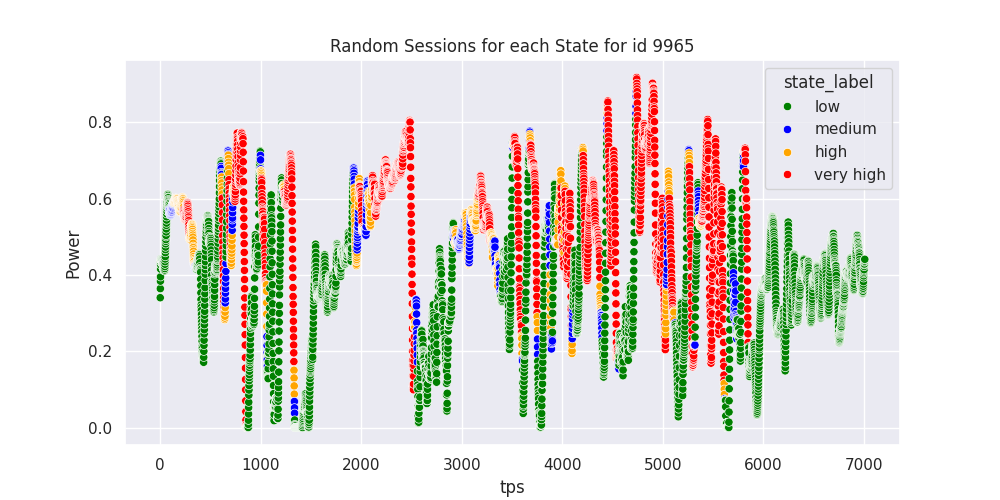 Random Sessions for each State for id 9965
state_label
low
medium
high
very high
Power
0.8
0.6
0.4
0.2
0.0
0 1000 2000 3000 4000 5000 6000 7000
tps